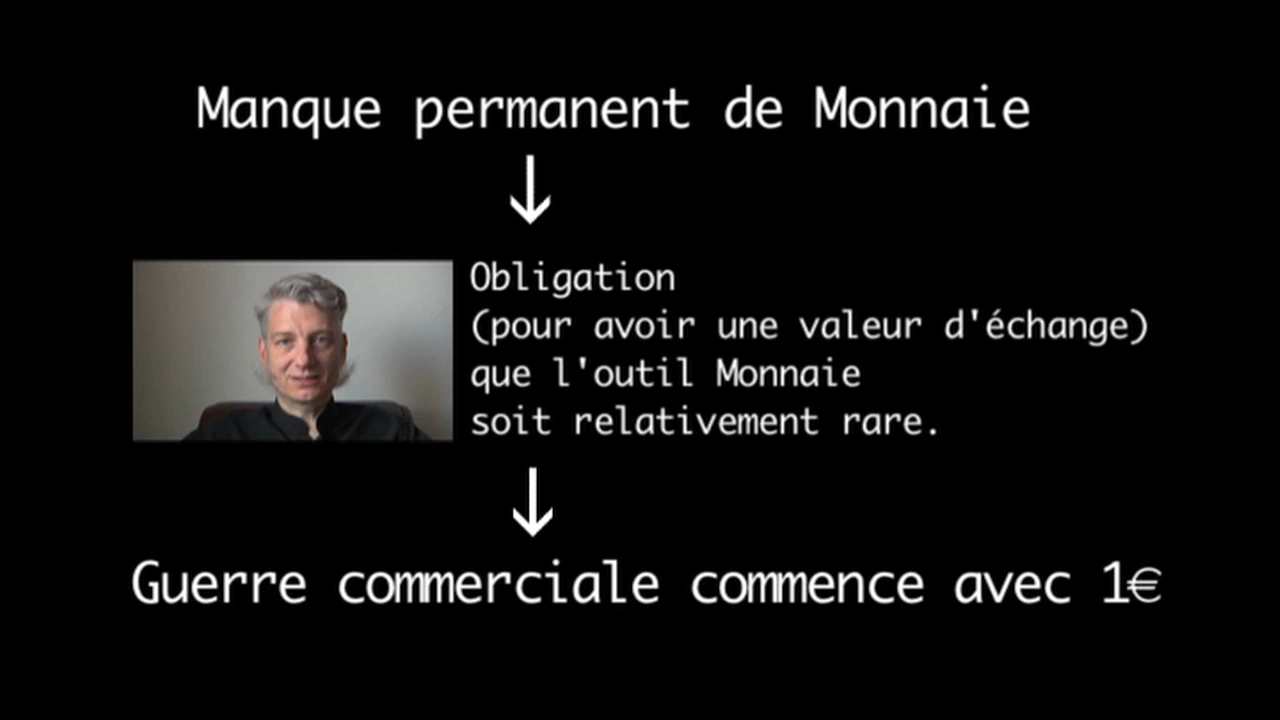 Manque permanent de Monnaie
Obligation
(pour avoir une valeur d'échange)
que l'outil Monnaie
soit relativement rare.
Guerre commerciale commence avec 1€